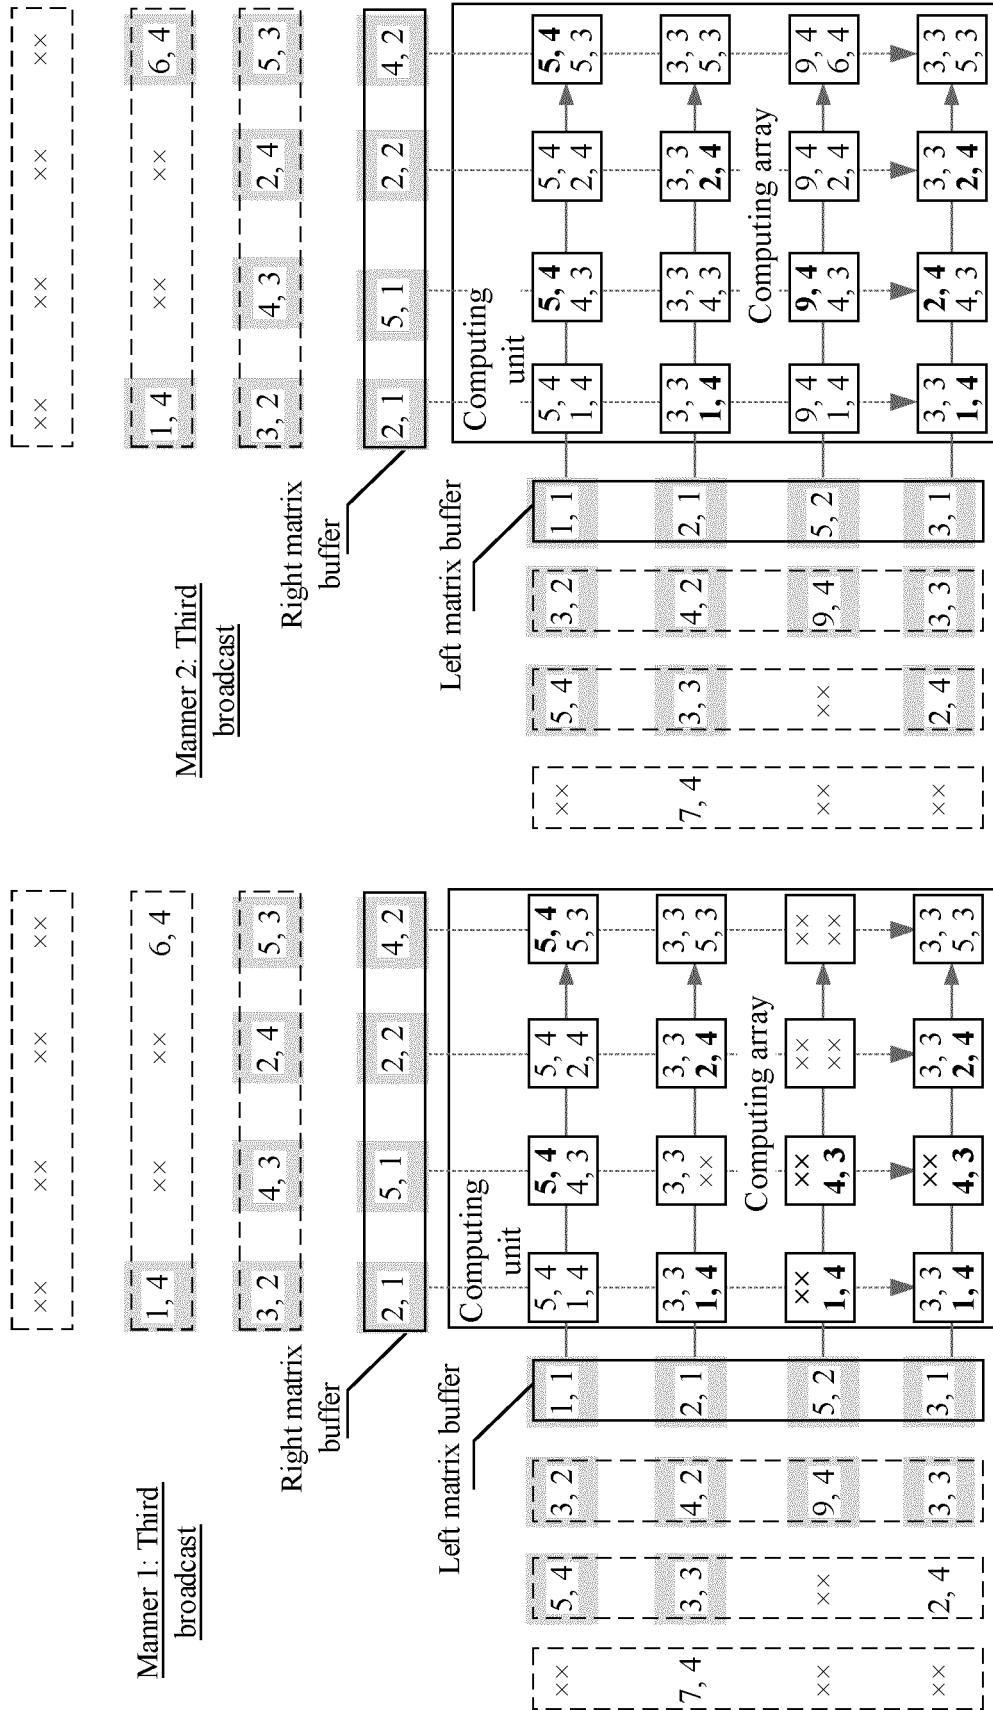 Manner 1: Third
broadcast
×× ×× ×× ××
1, 4 ×× ×× 6, 4
3, 2 4, 3 2, 4 5, 3
Right matrix
buffer
2, 1 5, 1 2, 2 4, 2
Left matrix buffer
Computing
unit
×× 5, 4 3, 2 1, 1
5, 4 5, 4 5, 4 5, 4
1, 4 4, 3 2, 4 5, 3
7, 4 3, 3 4, 2 2, 1
3, 3 3, 3 3, 3 3, 3
1, 4 ×× 2, 4 5, 3
Computing array
×× ×× 9, 4 5, 2
×× ×× ×× ××
1, 4 4, 3 ×× ××
×× 2, 4 3, 3 3, 1
3, 3 ×× 3, 3 3, 3
1, 4 4, 3 2, 4 5, 3
Manner 2: Third
broadcast
×× ×× ×× ××
1, 4 ×× ×× 6, 4
3, 2 4, 3 2, 4 5, 3
Right matrix
buffer
2, 1 5, 1 2, 2 4, 2
Left matrix buffer
Computing
unit
×× 5, 4 3, 2 1, 1
5, 4 5, 4 5, 4 5, 4
1, 4 4, 3 2, 4 5, 3
7, 4 3, 3 4, 2 2, 1
3, 3 3, 3 3, 3 3, 3
1, 4 4, 3 2, 4 5, 3
Computing array
×× ×× 9, 4 5, 2
9, 4 9, 4 9, 4 9, 4
1, 4 4, 3 2, 4 6, 4
×× 2, 4 3, 3 3, 1
3, 3 2, 4 3, 3 3, 3
1, 4 4, 3 2, 4 5, 3